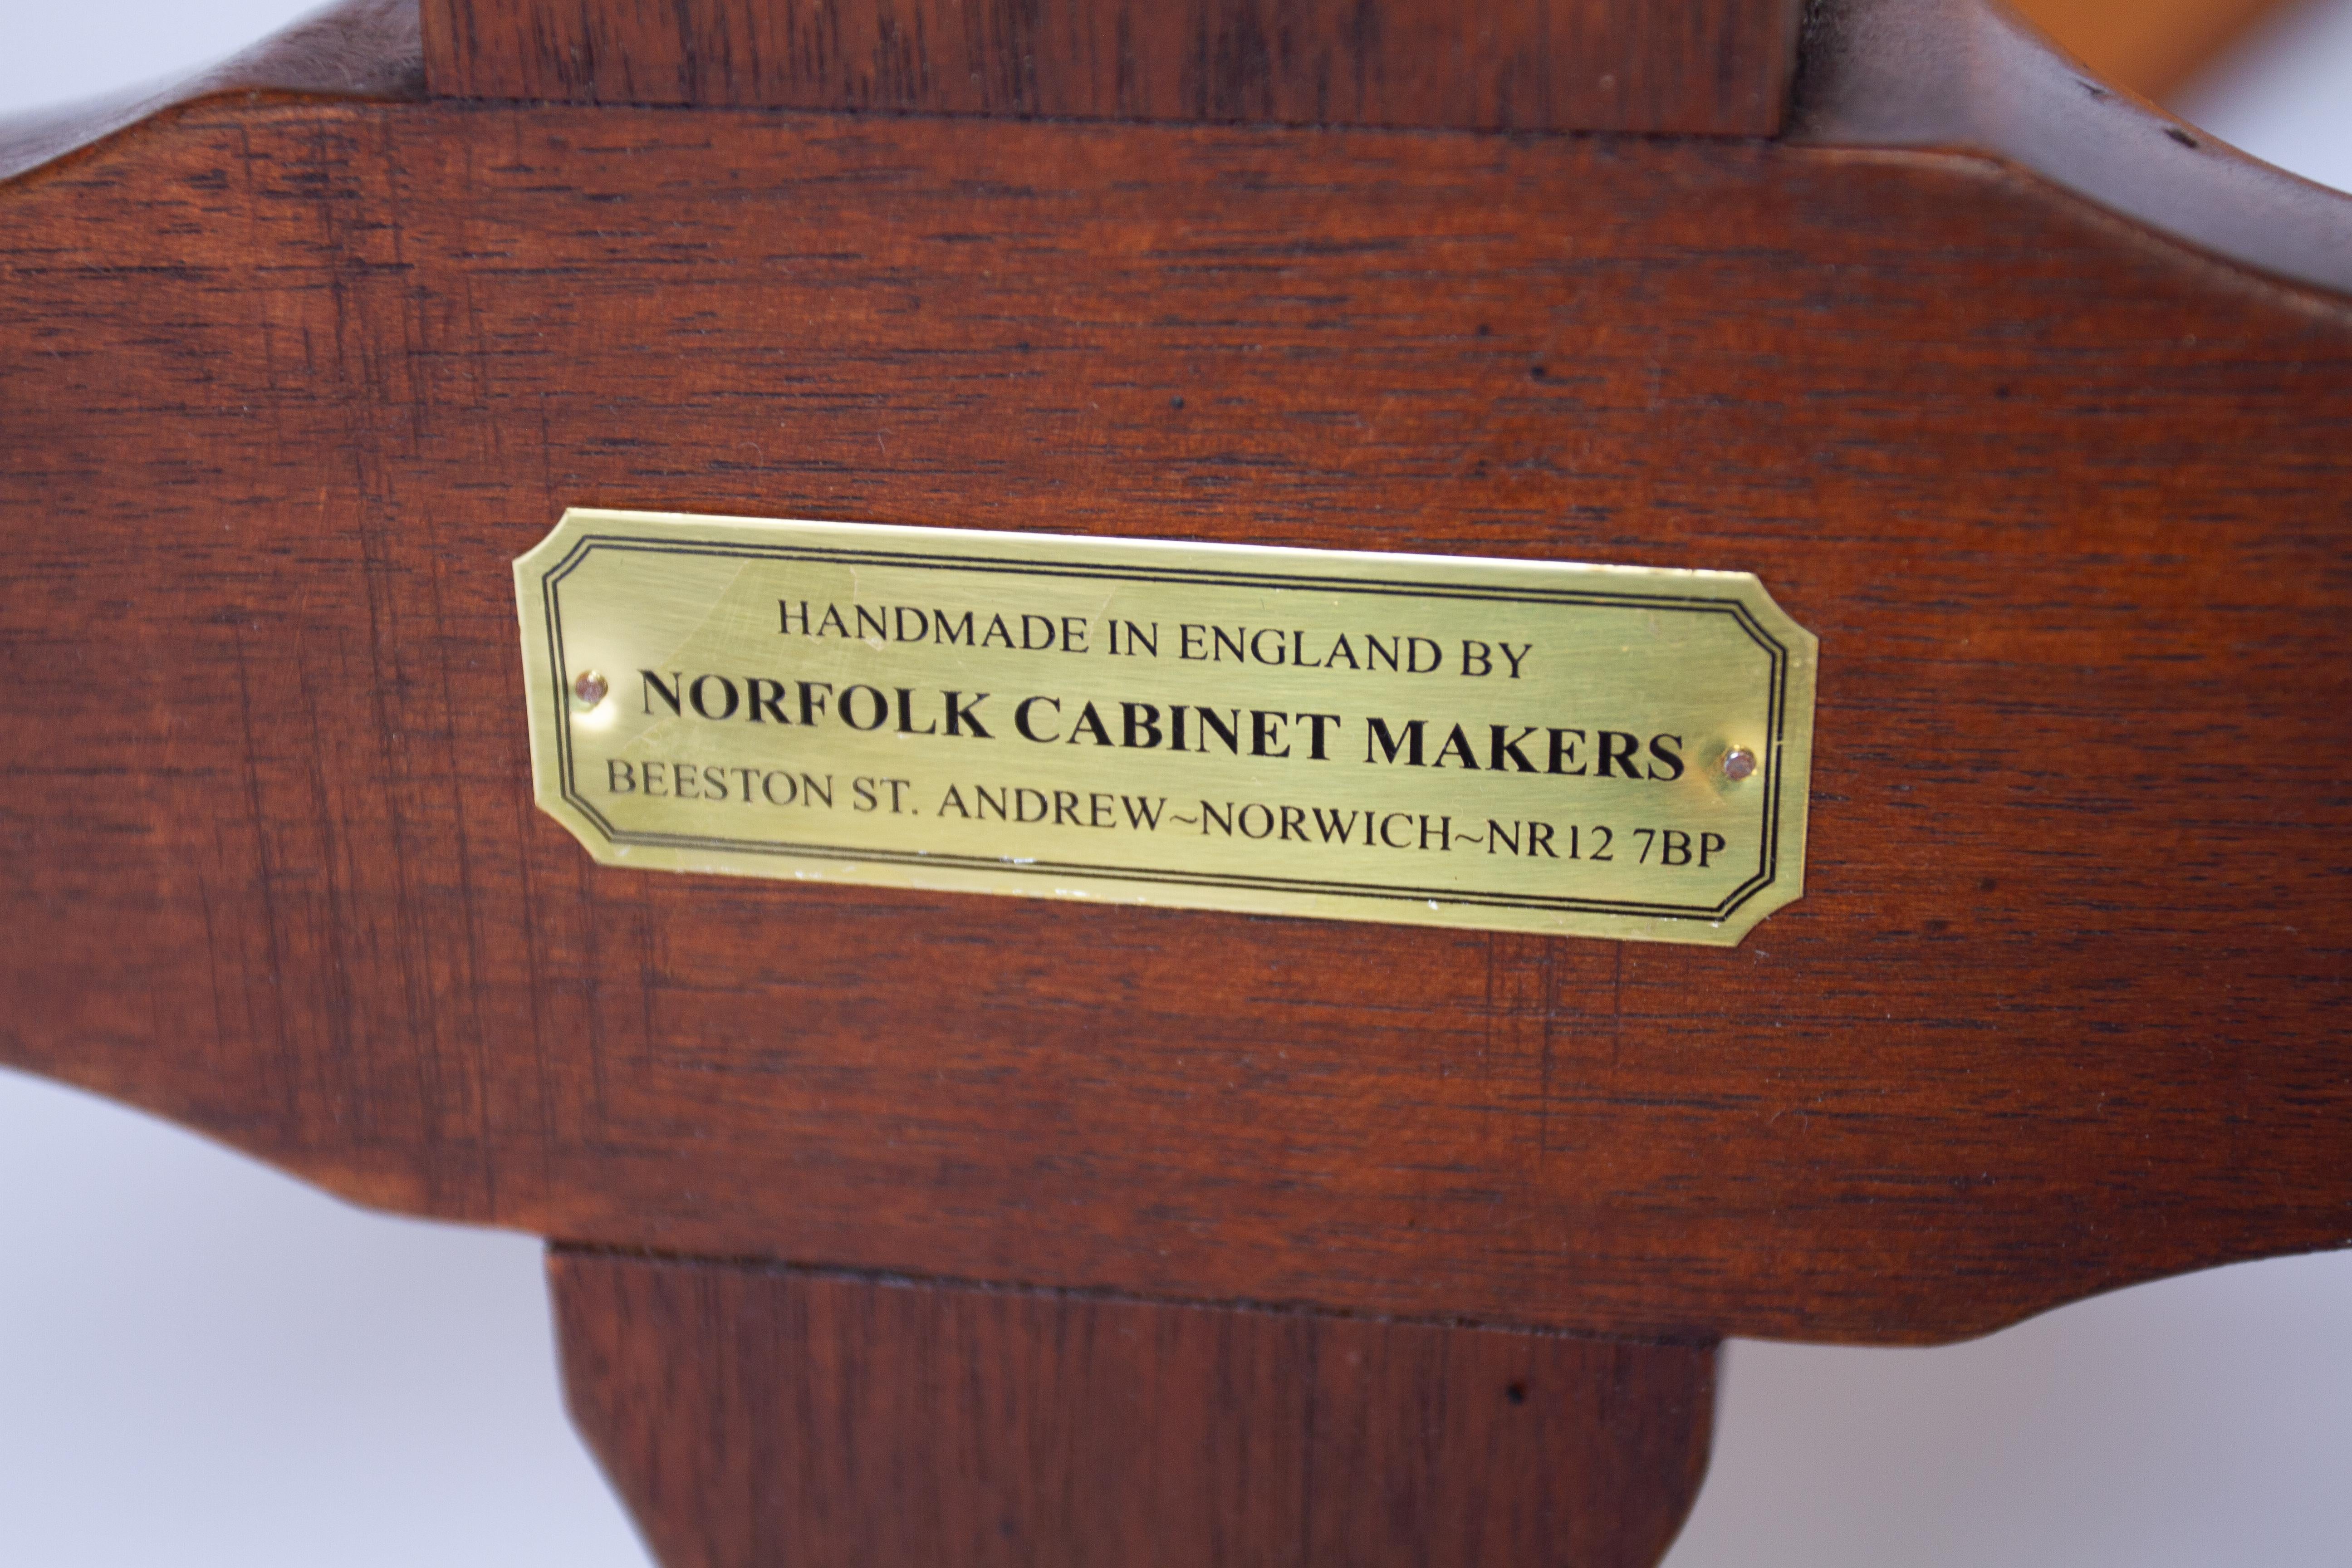 HANDMADE IN ENGLAND BY
NORFOLK CABINET MAKERS
BEESTON ST. ANDREW~NORWICH~NR12 7BP